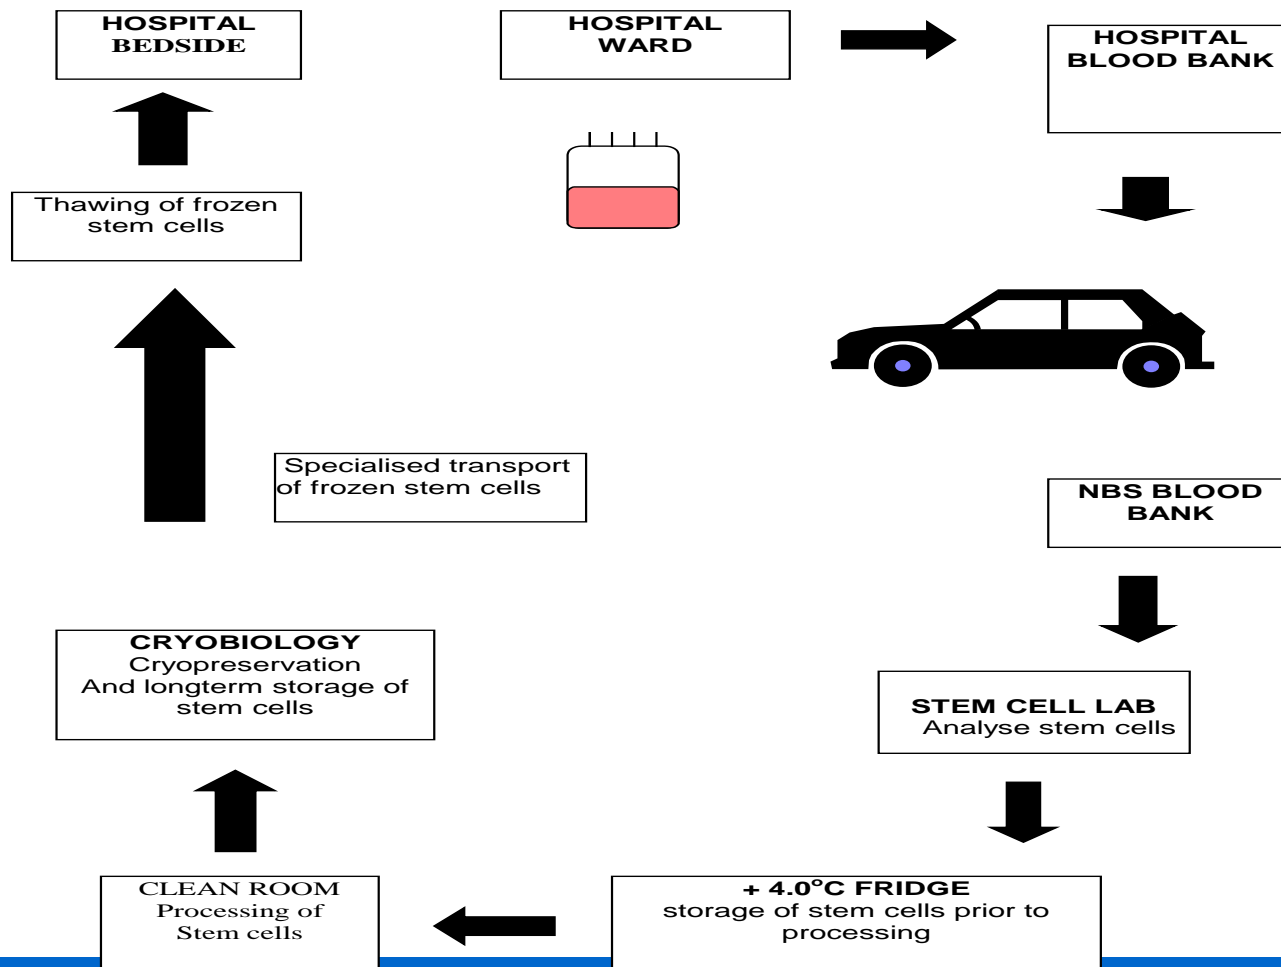 HOSPITAL
BEDSIDE
HOSPITAL
WARD
HOSPITAL
BLOOD BANK
Thawing of frozen
stem cells
Specialised transport
of frozen stem cells
NBS BLOOD
BANK
CRYOBIOLOGY
Cryopreservation
And longterm storage of
stem cells
STEM CELL LAB
Analyse stem cells
CLEAN ROOM
Processing of
Stem cells
+ 4.0°C FRIDGE
storage of stem cells prior to
processing